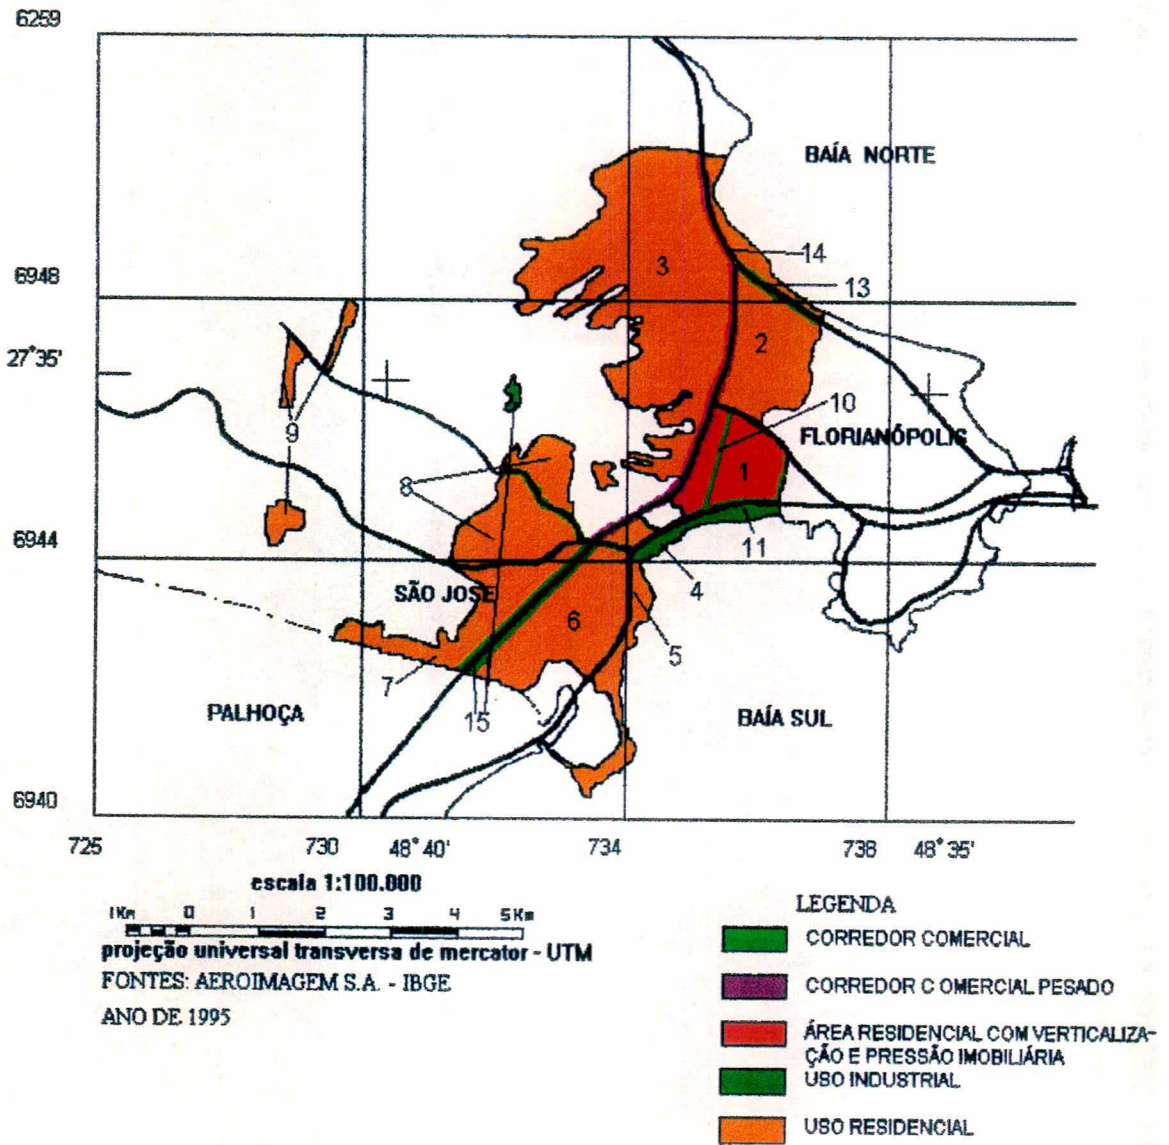 6259
BAÍA NORTE
14
3
6948
13
27°35'
2
10
9
FLORIANÓPOLIS
1
8
6944
11
SÃO JOSE
4
6
5
7
PALHOÇA
15
BAÍA SUL
6940
725
730
48°40'
734
738
48°35'
escala 1:100.000
1Km 0 1 2 3 4 5Km
projeção universal transversa de mercator - UTM
FONTES: AEROIMAGEM S.A. - IBGE
ANO DE 1995
LEGENDA
CORREDOR COMERCIAL
CORREDOR C OMERCIAL PESADO
ÁREA RESIDENCIAL COM VERTICALIZA-
ÇÃO E PRESSÃO IMOBILIÁRIA
USO INDUSTRIAL
USO RESIDENCIAL